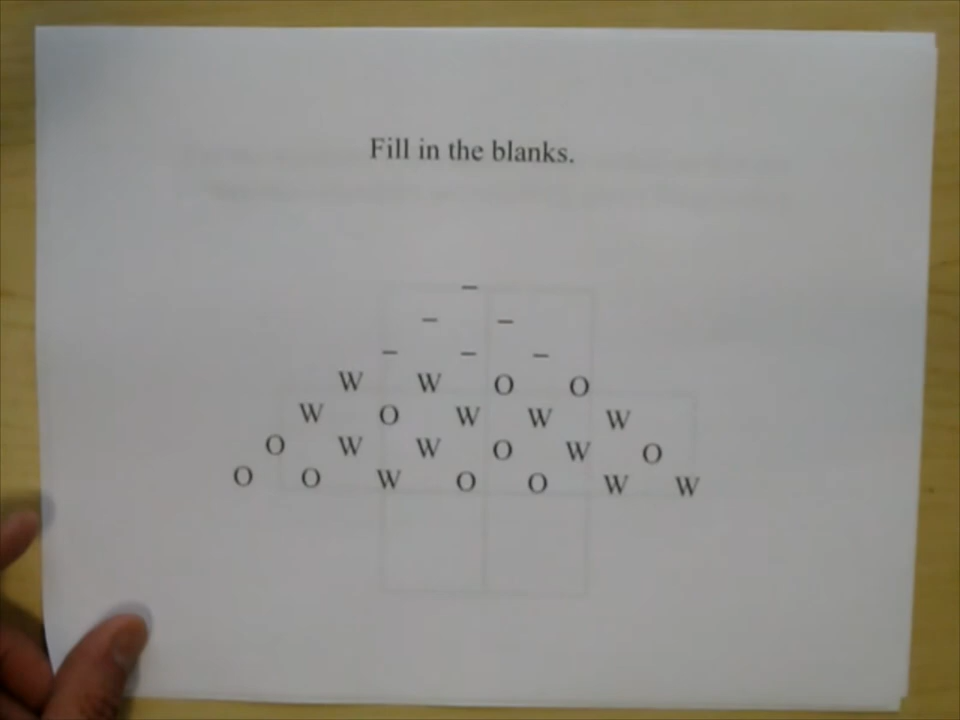 Fill in the blanks.
_
_ _
_ _ _
W W O O
W O W W W
O W W O W O
O O W O O W W